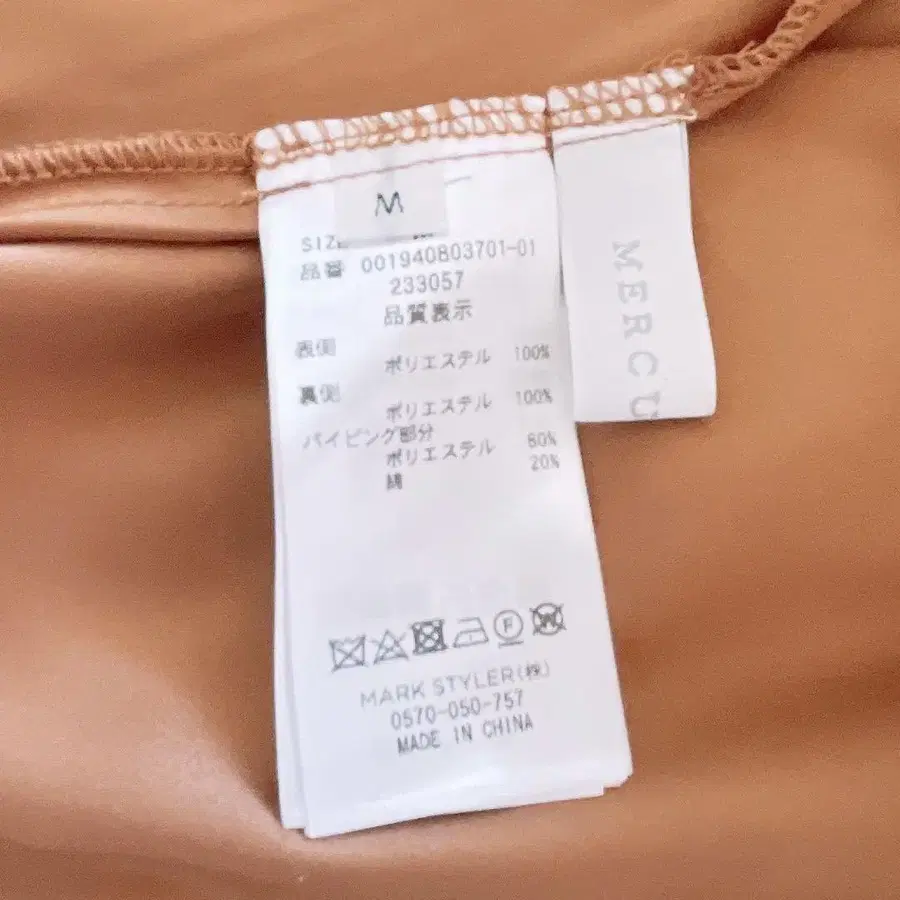 M
SIZE
品番 001940803701-01
233057
品質表示
表側
ポリエステル 100%
裏側
ポリエステル 100%
パイピング部分
ポリエステル 80%
綿 20%
F
W
MARK STYLER(株)
0570-050-757
MADE IN CHINA
MERCU